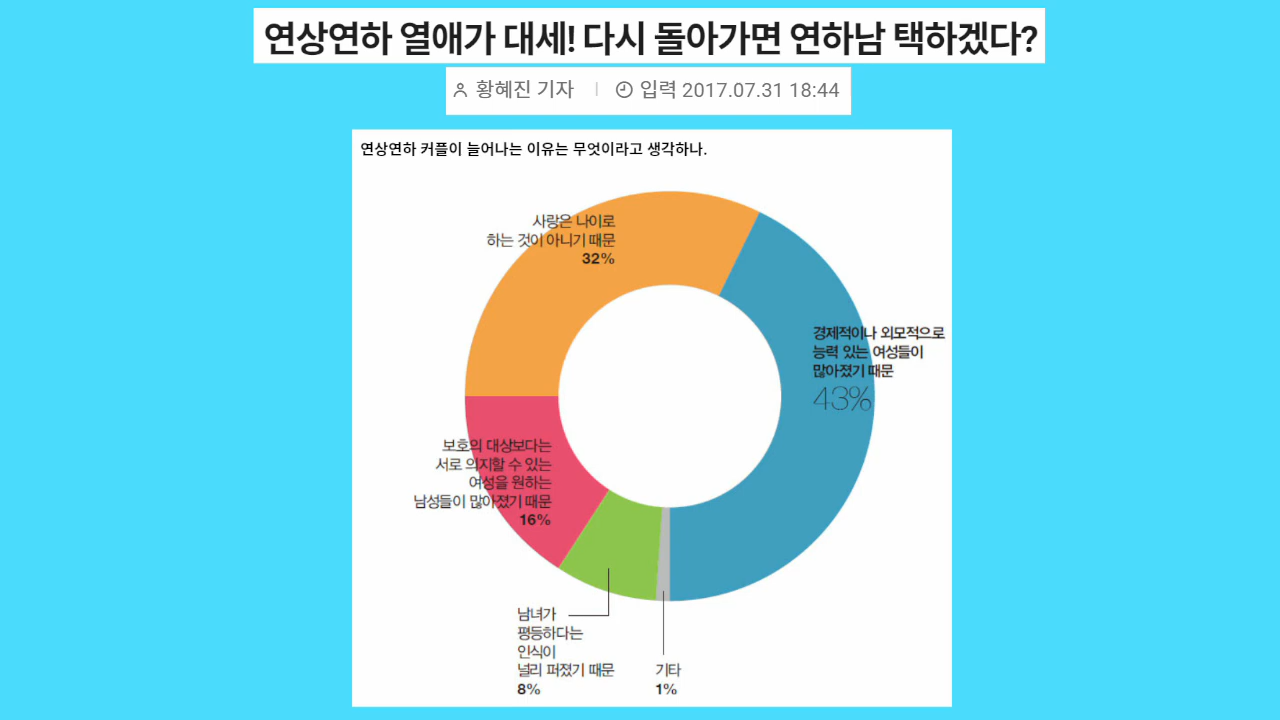 연상연하 열애가 대세! 다시 돌아가면 연하남 택하겠다?
황혜진 기자 | 입력 2017.07.31 18:44
연상연하 커플이 늘어나는 이유는 무엇이라고 생각하나.
사랑은 나이로
하는 것이 아니기 때문
32%
경제적이나 외모적으로
능력 있는 여성들이
많아졌기 때문
43%
보호의 대상보다는
서로 의지할 수 있는
여성을 원하는
남성들이 많아졌기 때문
16%
남녀가
평등하다는
인식이
널리 퍼졌기 때문
8%
기타
1%